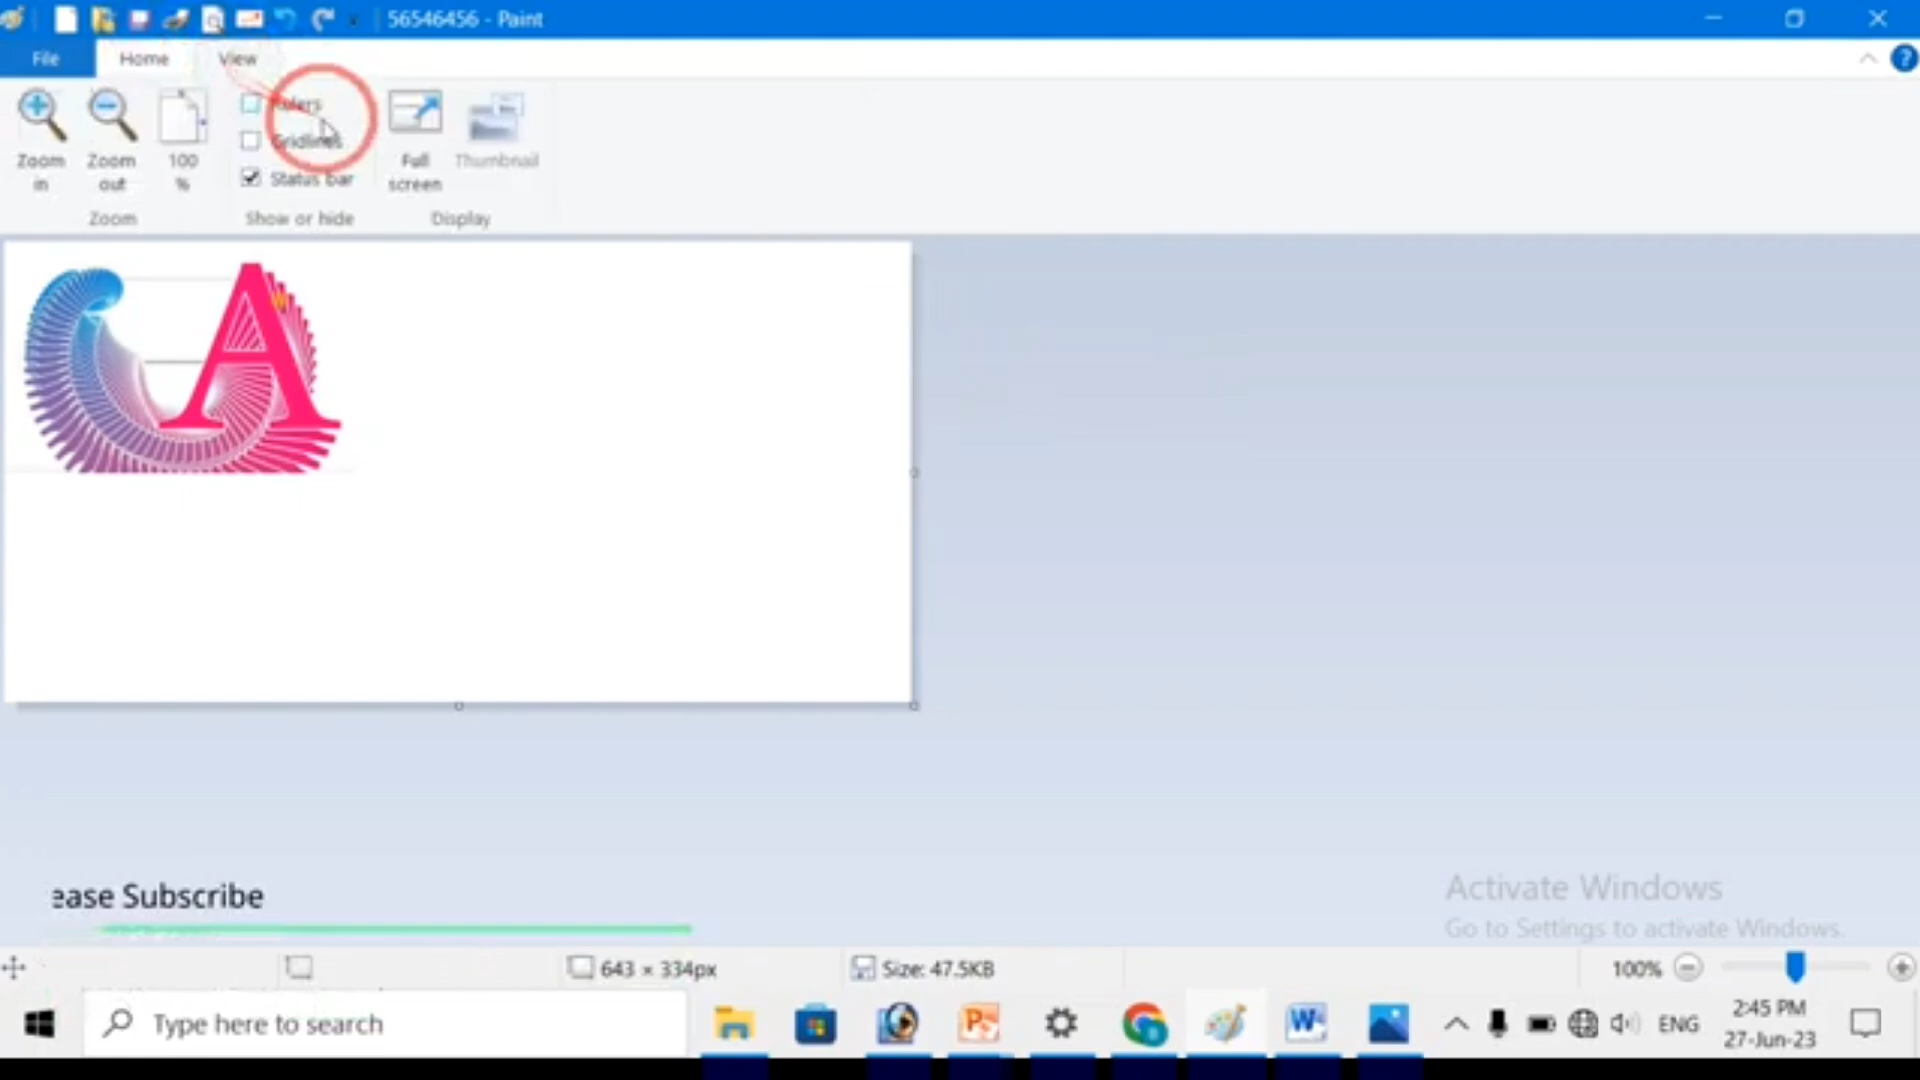 56546456 - Paint
File Home View
Rulers
Gridlines
Status bar
Zoom in
Zoom out
100 %
Full screen
Thumbnail
Zoom
Show or hide
Display
A
ease Subscribe
Activate Windows
Go to Settings to activate Windows.
643 × 334px
Size: 47.5KB
100%
Type here to search
ENG
2:45 PM
27-Jun-23